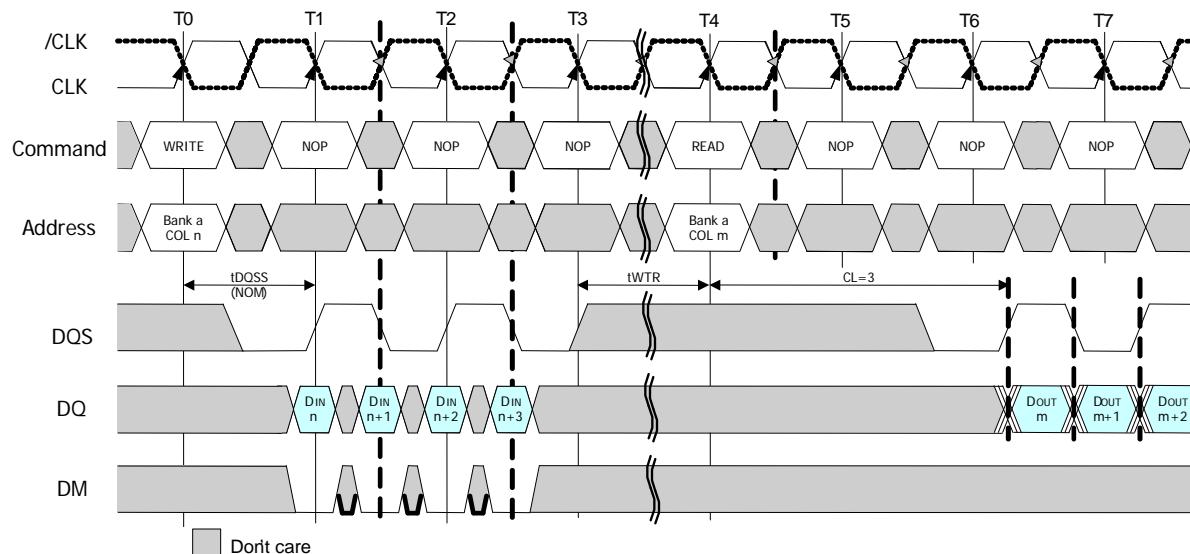 T0 T1 T2 T3 T4 T5 T6 T7
/CLK
CLK
Command WRITE NOP NOP NOP READ NOP NOP NOP
Address Bank a COL n Bank a COL m
tDQSS (NOM) tWTR CL=3
DQS
DQ DIN n DIN n+1 DIN n+2 DIN n+3 DOUT m DOUT m+1 DOUT m+2
DM
Don't care